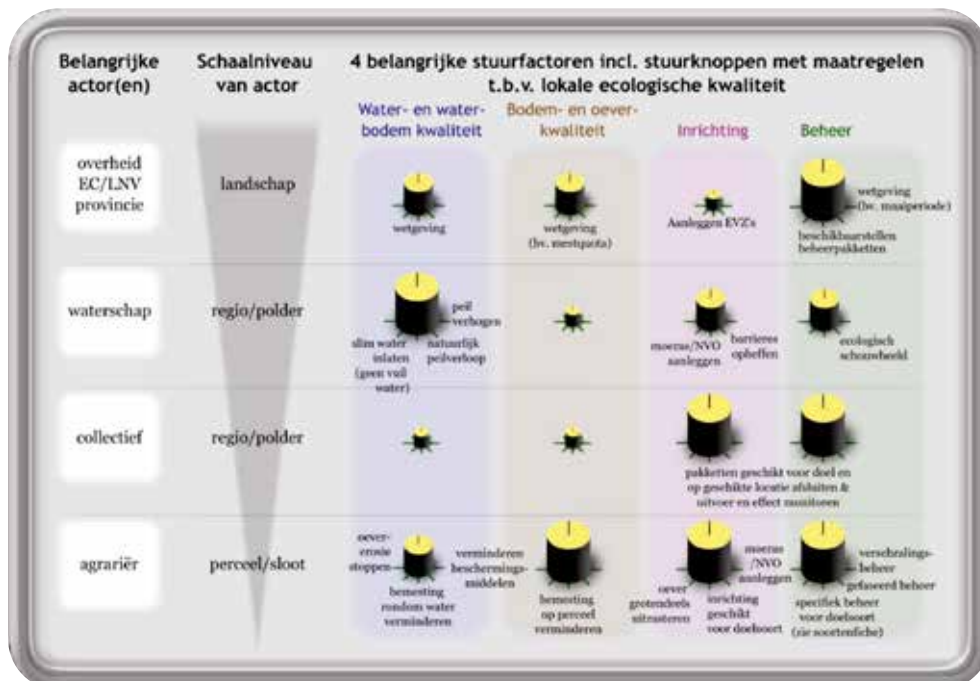 Belangrijke
actor(en)
Schaalniveau
van actor
4 belangrijke stuurfactoren incl. stuurknoppen met maatregelen
t.b.v. lokale ecologische kwaliteit
Water- en water-
bodem kwaliteit
Bodem- en oever-
kwaliteit
Inrichting
Beheer
overheid
EC/LNV
provincie
landschap
wetgeving
wetgeving
(bv. mestquota)
Aanleggen EVZ's
wetgeving
(bv. maaiperiode)
beschikbaarstellen
beheerpakketten
waterschap
regio/polder
peil
verhogen
slim water
inlaten
(geen vuil
water)
natuurlijk
peilverloop
moeras/NVO
aanleggen
barrieres
opheffen
ecologisch
schouwbeeld
collectief
regio/polder
pakketten geschikt voor doel en
op geschikte locatie afsluiten &
uitvoer en effect monitoren
agrariër
perceel/sloot
oever-
erosie
stoppen
verminderen
beschermings-
middelen
bemesting
rondom water
verminderen
bemesting
op perceel
verminderen
moeras
/NVO
aanleggen
oever
grotendeels
uitrasteren
inrichting
geschikt
voor doelsoort
verschralings-
beheer
gefaseerd beheer
specifiek beheer
voor doelsoort
(zie soortenfiche)